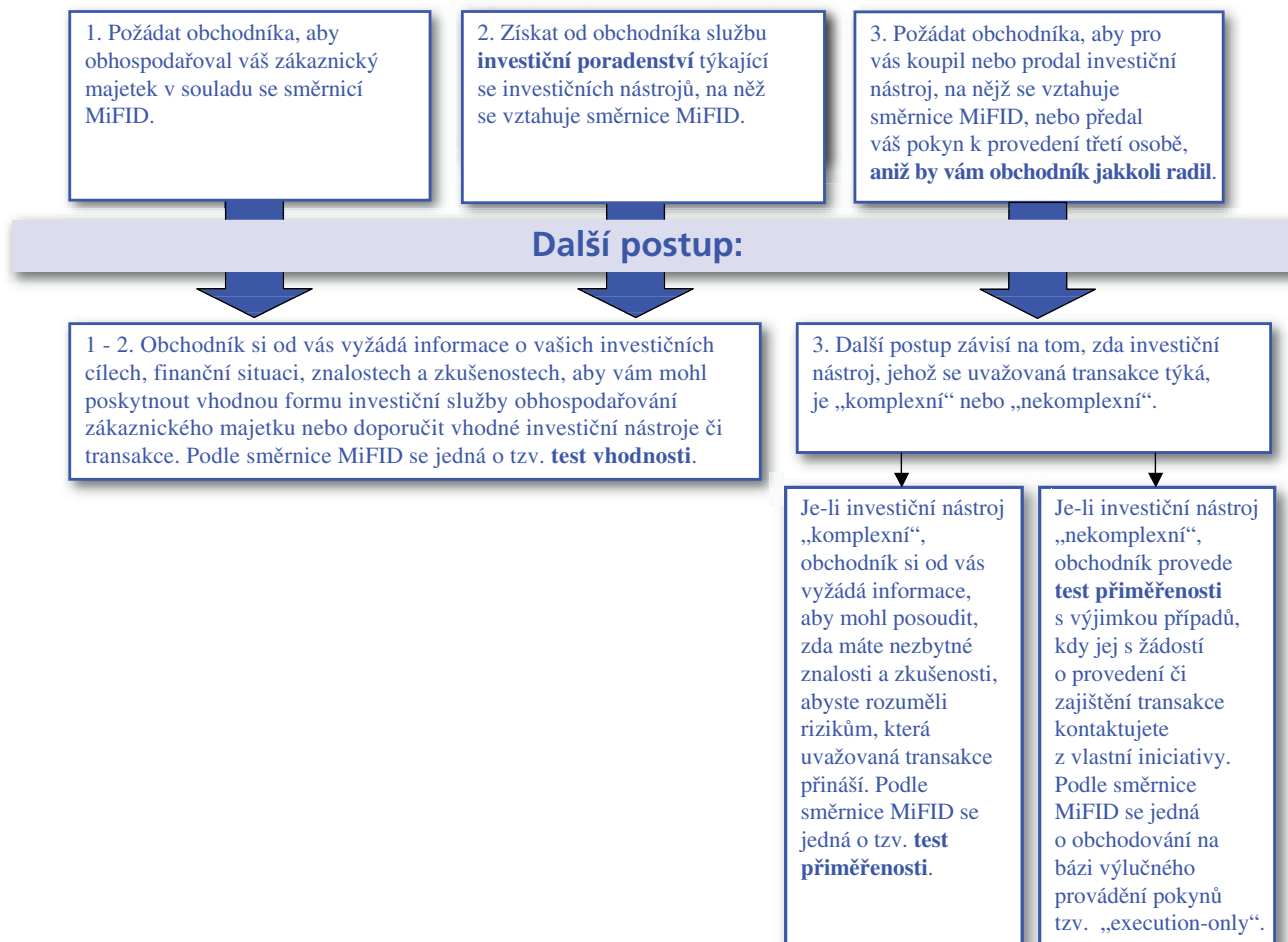 1. Požádat obchodníka, aby
obhospodařoval váš zákaznický
majetek v souladu se směrnicí
MiFID.
2. Získat od obchodníka službu
investiční poradenství týkající
se investičních nástrojů, na něž
se vztahuje směrnice MiFID.
3. Požádat obchodníka, aby pro
vás koupil nebo prodal investiční
nástroj, na nějž se vztahuje
směrnice MiFID, nebo předal
váš pokyn k provedení třetí osobě,
aniž by vám obchodník jakkoli radil.
Další postup:
1 - 2. Obchodník si od vás vyžádá informace o vašich investičních
cílech, finanční situaci, znalostech a zkušenostech, aby vám mohl
poskytnout vhodnou formu investiční služby obhospodařování
zákaznického majetku nebo doporučit vhodné investiční nástroje či
transakce. Podle směrnice MiFID se jedná o tzv. test vhodnosti.
3. Další postup závisí na tom, zda investiční
nástroj, jehož se uvažovaná transakce týká,
je „komplexní“ nebo „nekomplexní“.
Je-li investiční nástroj
„komplexní“,
obchodník si od vás
vyžádá informace,
aby mohl posoudit,
zda máte nezbytné
znalosti a zkušenosti,
abyste rozuměli
rizikům, která
uvažovaná transakce
přináší. Podle
směrnice MiFID se
jedná o tzv. test
přiměřenosti.
Je-li investiční nástroj
„nekomplexní“,
obchodník provede
test přiměřenosti
s výjimkou případů,
kdy jej s žádostí
o provedení či
zajištění transakce
kontaktujete
z vlastní iniciativy.
Podle směrnice
MiFID se jedná
o obchodování na
bázi výlučného
provádění pokynů
tzv. „execution-only“.